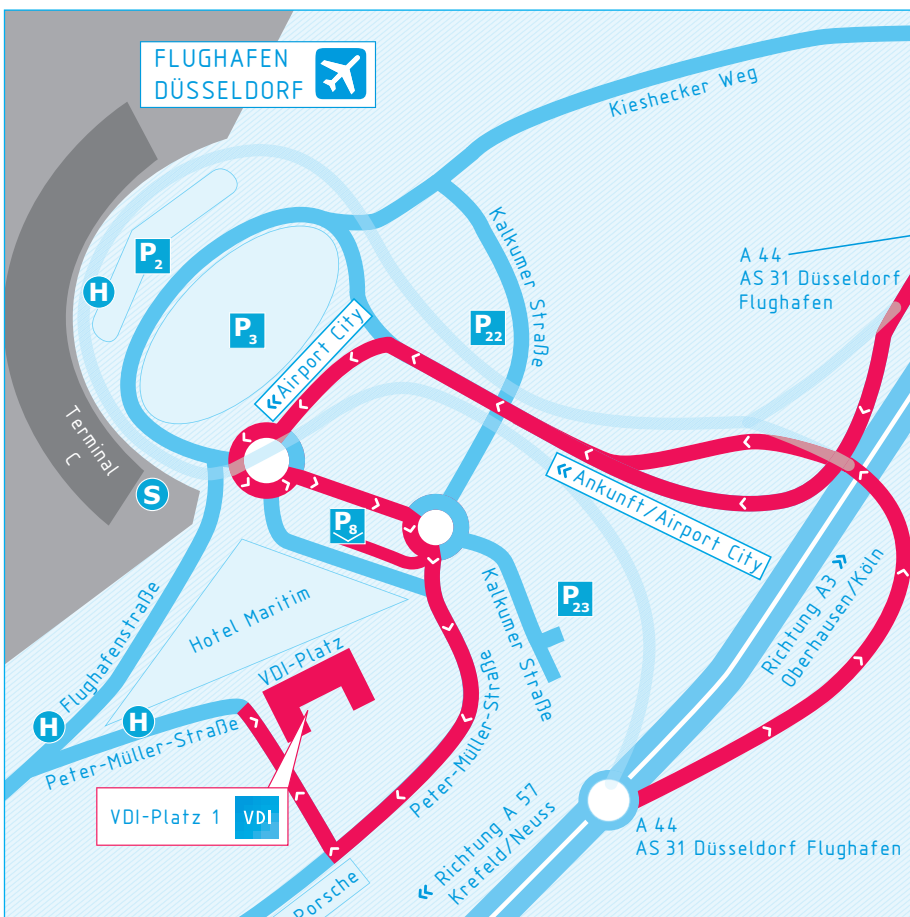 FLUGHAFEN
DÜSSELDORF
Kieshecker Weg
P2
H
P3
Kalkumer Straße
P22
A 44
AS 31 Düsseldorf
Flughafen
«Airport City
Terminal
C
S
P8
« Ankunft/Airport City
Hotel Maritim
Kalkumer Straße
P23
Richtung A3 »
Oberhausen/Köln
Flughafenstraße
VDI-Platz
Peter-Müller-Straße
H
H
Peter-Müller-Straße
VDI-Platz 1 VDI
« Richtung A 57
Krefeld/Neuss
A 44
AS 31 Düsseldorf Flughafen
Porsche